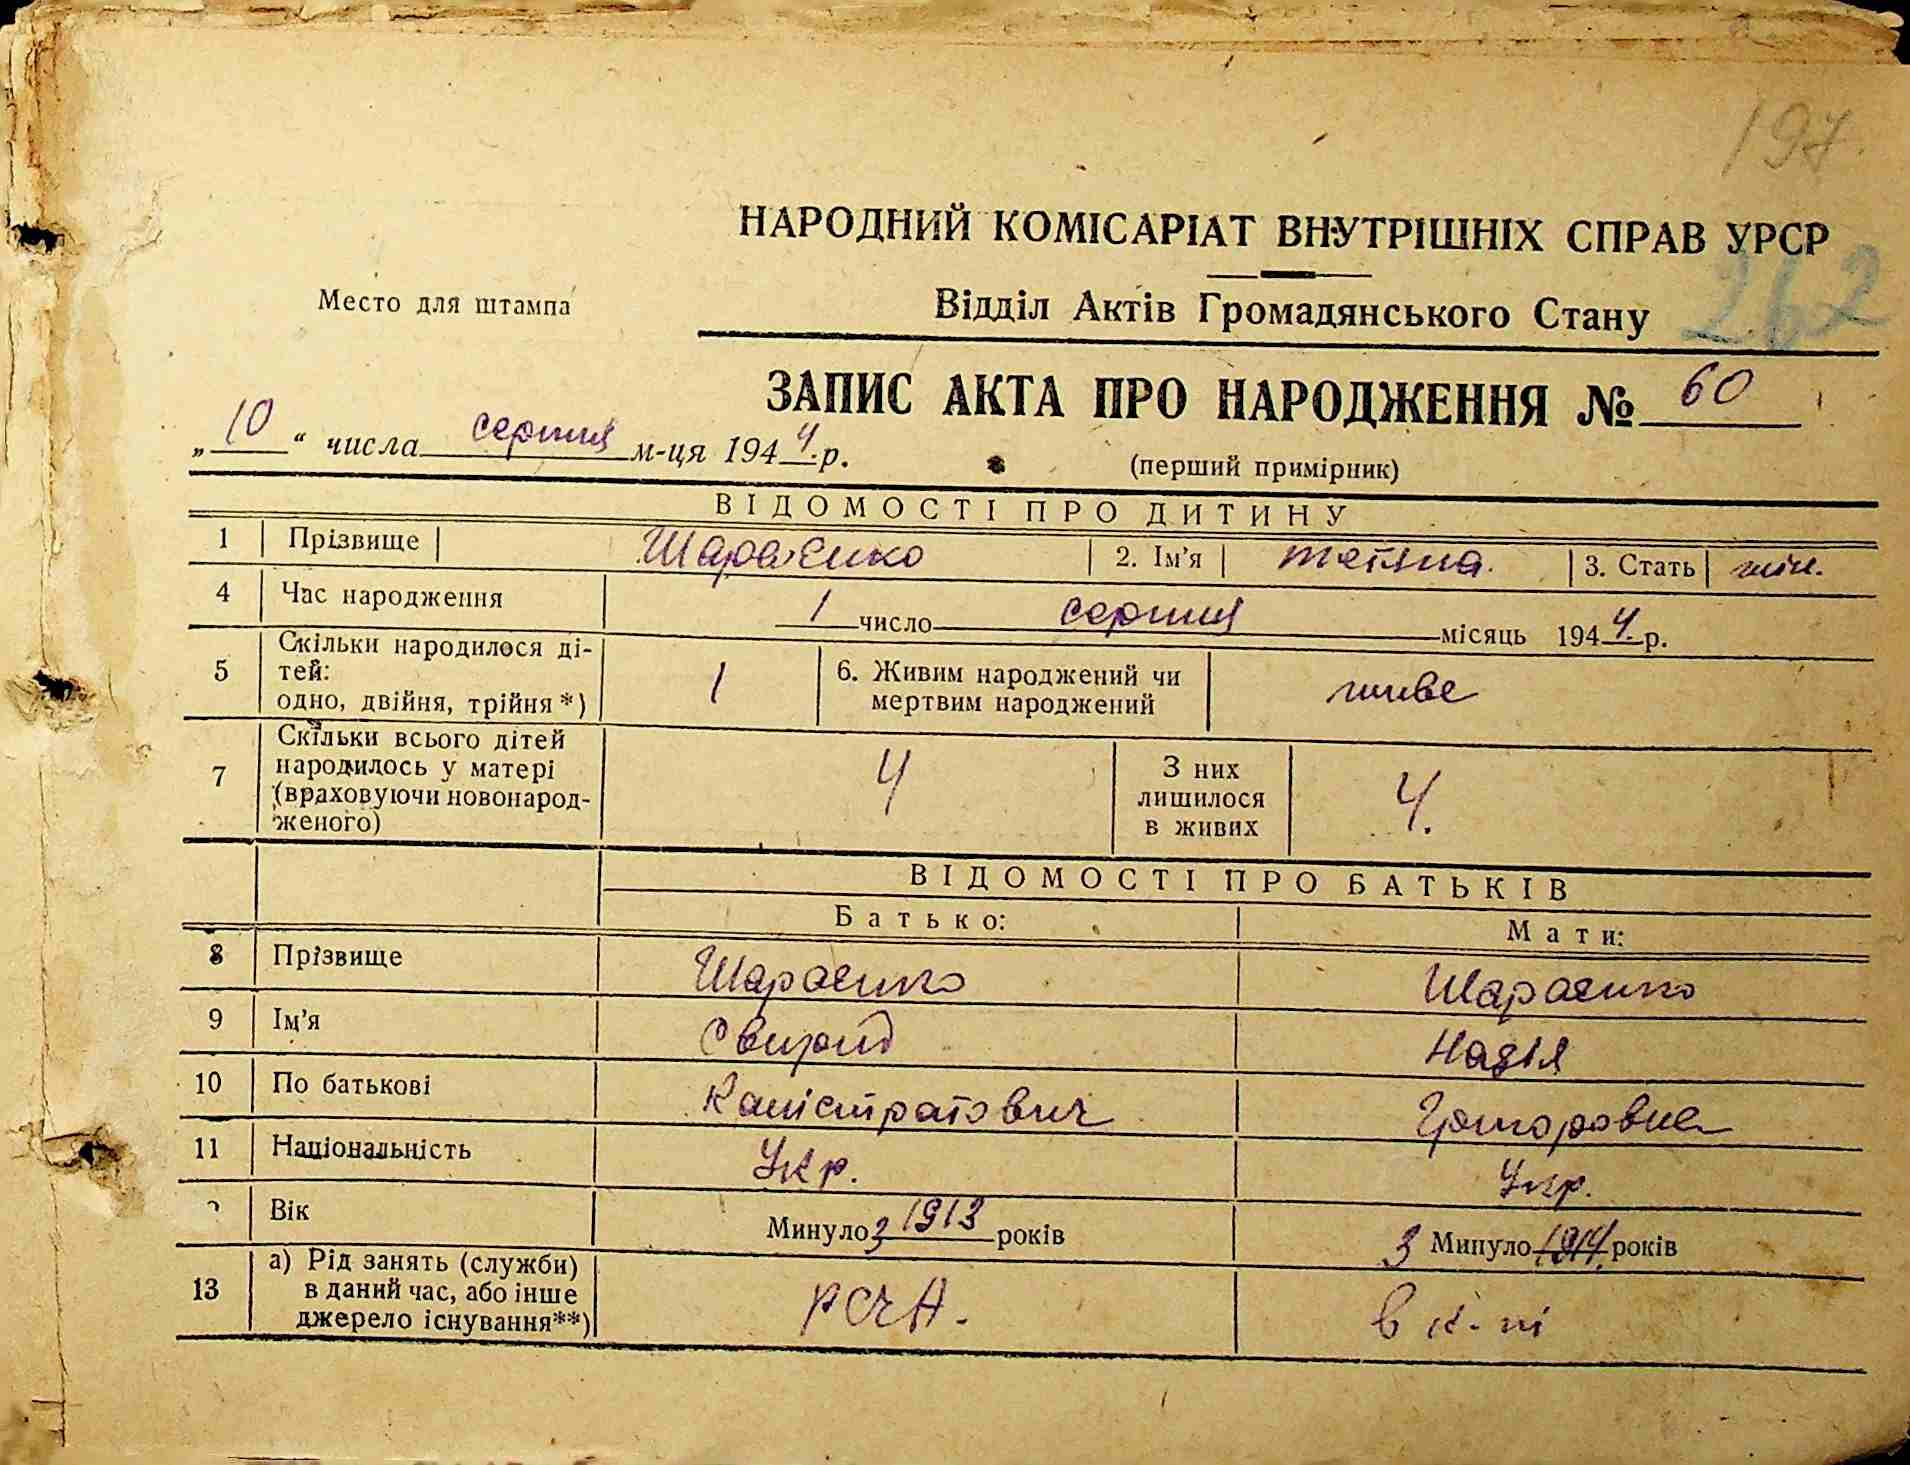 197
НАРОДНИЙ КОМІСАРІАТ ВНУТРІШНІХ СПРАВ УРСР
262
Место для штампа
Відділ Актів Громадянського Стану
ЗАПИС АКТА ПРО НАРОДЖЕННЯ № 60
„10“ числа серпня м-ця 1944 р.
(перший примірник)
ВІДОМОСТІ ПРО ДИТИНУ
1 Прізвище Шараєнко 2. Ім'я Тетяна. 3. Стать жін.
4 Час народження 1 число серпня місяць 1944 р.
5 Скільки народилося ді-
тей:
одно, двійня, трійня*) 1
6. Живим народжений чи
мертвим народжений живе
7 Скільки всього дітей
народилось у матері
(враховуючи новонарод-
женого) 4
З них
лишилося
в живих 4.
ВІДОМОСТІ ПРО БАТЬКІВ
Батько: Мати:
8 Прізвище Шараєнко Шараєнко
9 Ім'я Свирид Надія
10 По батькові Каністратович Григоровна
11 Національність Укр. Укр.
Вік Минуло з 1913 років з Минуло 1914 років
13 а) Рід занять (служби)
в даний час, або інше
джерело існування**) РСЧА. в к-пі